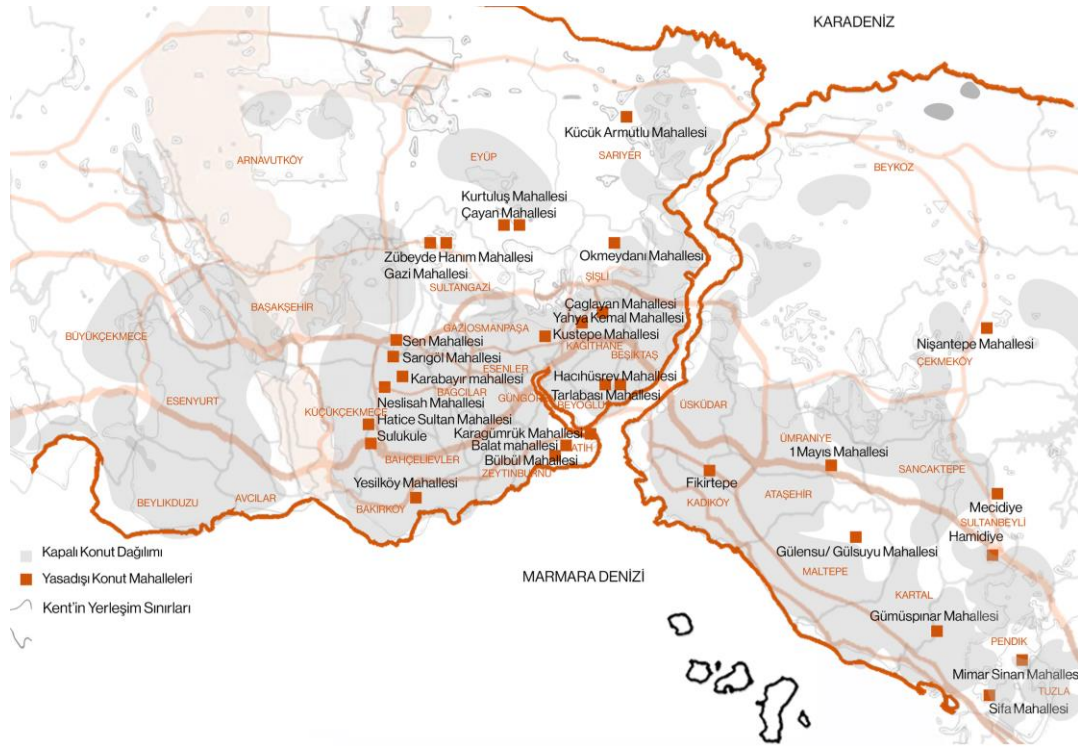 KARADENİZ
Kücük Armutlu Mahallesi
SARIYER
ARNAVUTKÖY
EYÜP
BEYKOZ
Kurtuluş Mahallesi
Çayan Mahallesi
Zübeyde Hanım Mahallesi
Gazi Mahallesi
Okmeydanı Mahallesi
SULTANGAZİ
ŞİŞLİ
BAŞAKŞEHİR
Çaglayan Mahallesi
Yahya Kemal Mahallesi
GAZİOSMANPAŞA
BÜYÜKÇEKMECE
Sen Mahallesi
Kustepe Mahallesi
KAĞITHANE
Nişantepe Mahallesi
ÇEKMEKÖY
Sarıgöl Mahallesi
BEŞİKTAŞ
ESENLER
Karabayır mahallesi
Hacıhüsrev Mahallesi
BAĞCILAR
ESENYURT
Neslisah Mahallesi
GÜNGÖR
Tarlabası Mahallesi
BEYOĞLU
ÜSKÜDAR
KÜÇÜKÇEKMECE
Hatice Sultan Mahallesi
Sulukule
Karagümrük Mahallesi
ÜMRANİYE
Balat mahallesi
FATİH
1 Mayıs Mahallesi
BAHÇELİEVLER
Bülbül Mahallesi
SANCAKTEPE
ZEYTİNBURNU
Yesilköy Mahallesi
Fikirtepe
ATAŞEHİR
BEYLIKDUZU
AVCILAR
BAKIRKÖY
KADIKÖY
Mecidiye
SULTANBEYLİ
Hamidiye
Gülensu/ Gülsuyu Mahallesi
MALTEPE
Kapalı Konut Dağılımı
Yasadışı Konut Mahalleleri
Kent'in Yerleşim Sınırları
MARMARA DENİZİ
KARTAL
Gümüspınar Mahallesi
PENDIK
Mimar Sinan Mahalles
TUZLA
Sifa Mahallesi